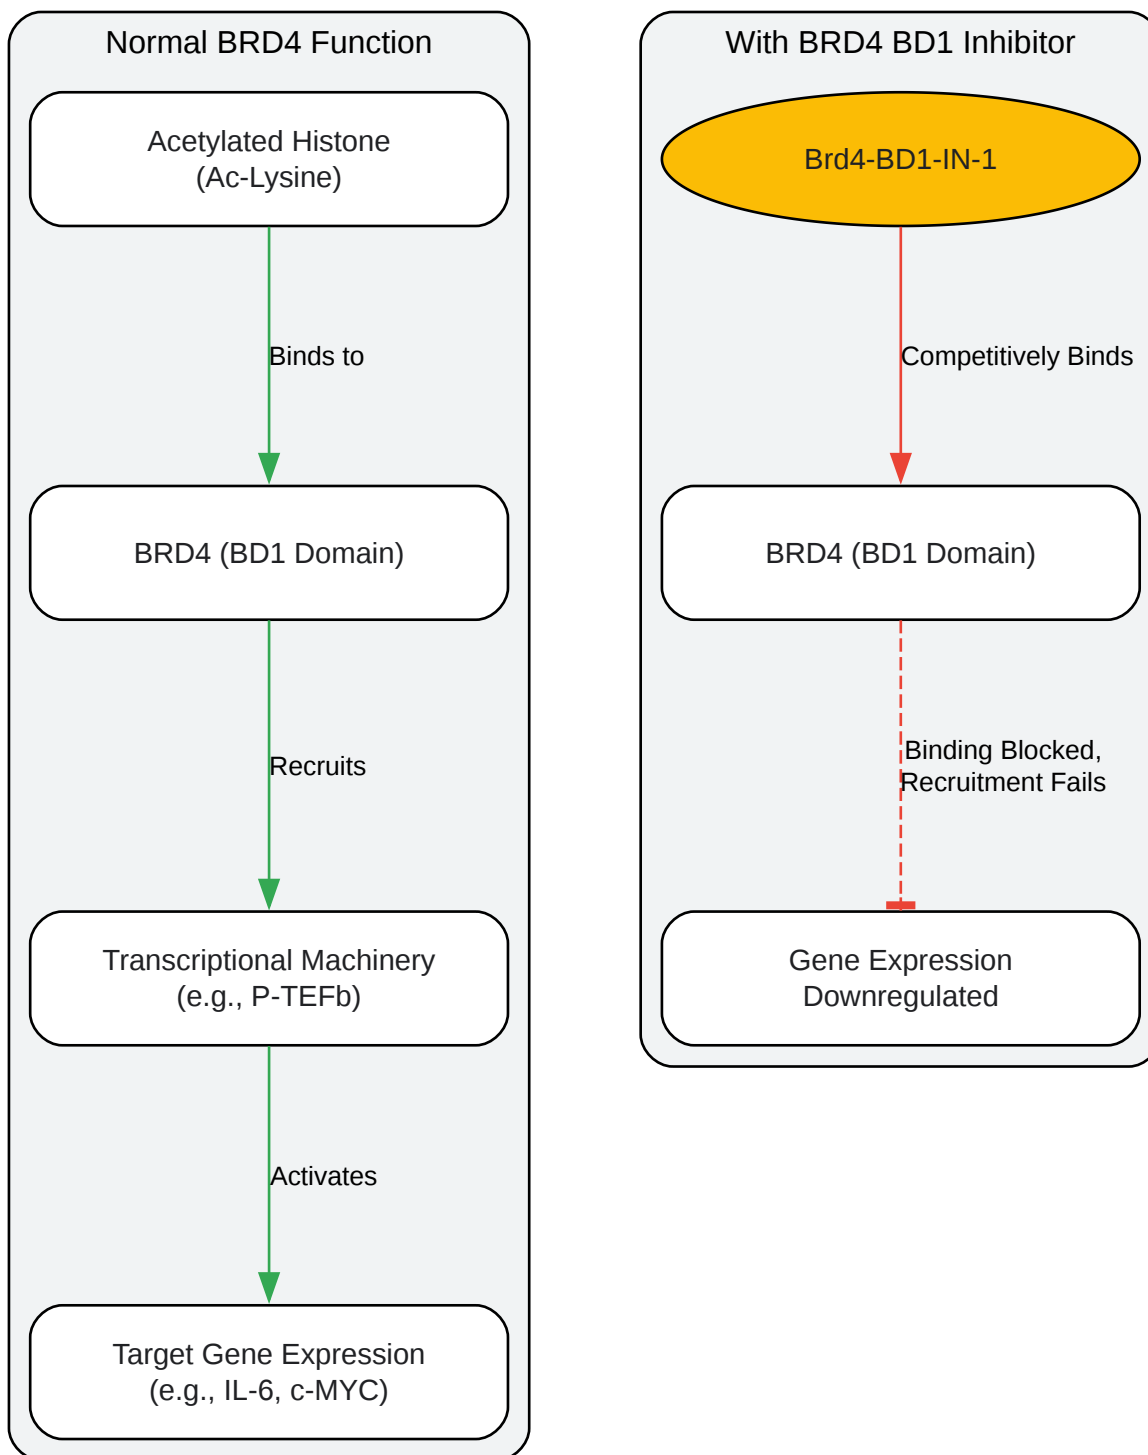 Normal BRD4 Function
Acetylated Histone
(Ac-Lysine)
Binds to
BRD4 (BD1 Domain)
Recruits
Transcriptional Machinery
(e.g., P-TEFb)
Activates
Target Gene Expression
(e.g., IL-6, c-MYC)
With BRD4 BD1 Inhibitor
Brd4-BD1-IN-1
Competitively Binds
BRD4 (BD1 Domain)
Binding Blocked,
Recruitment Fails
Gene Expression
Downregulated